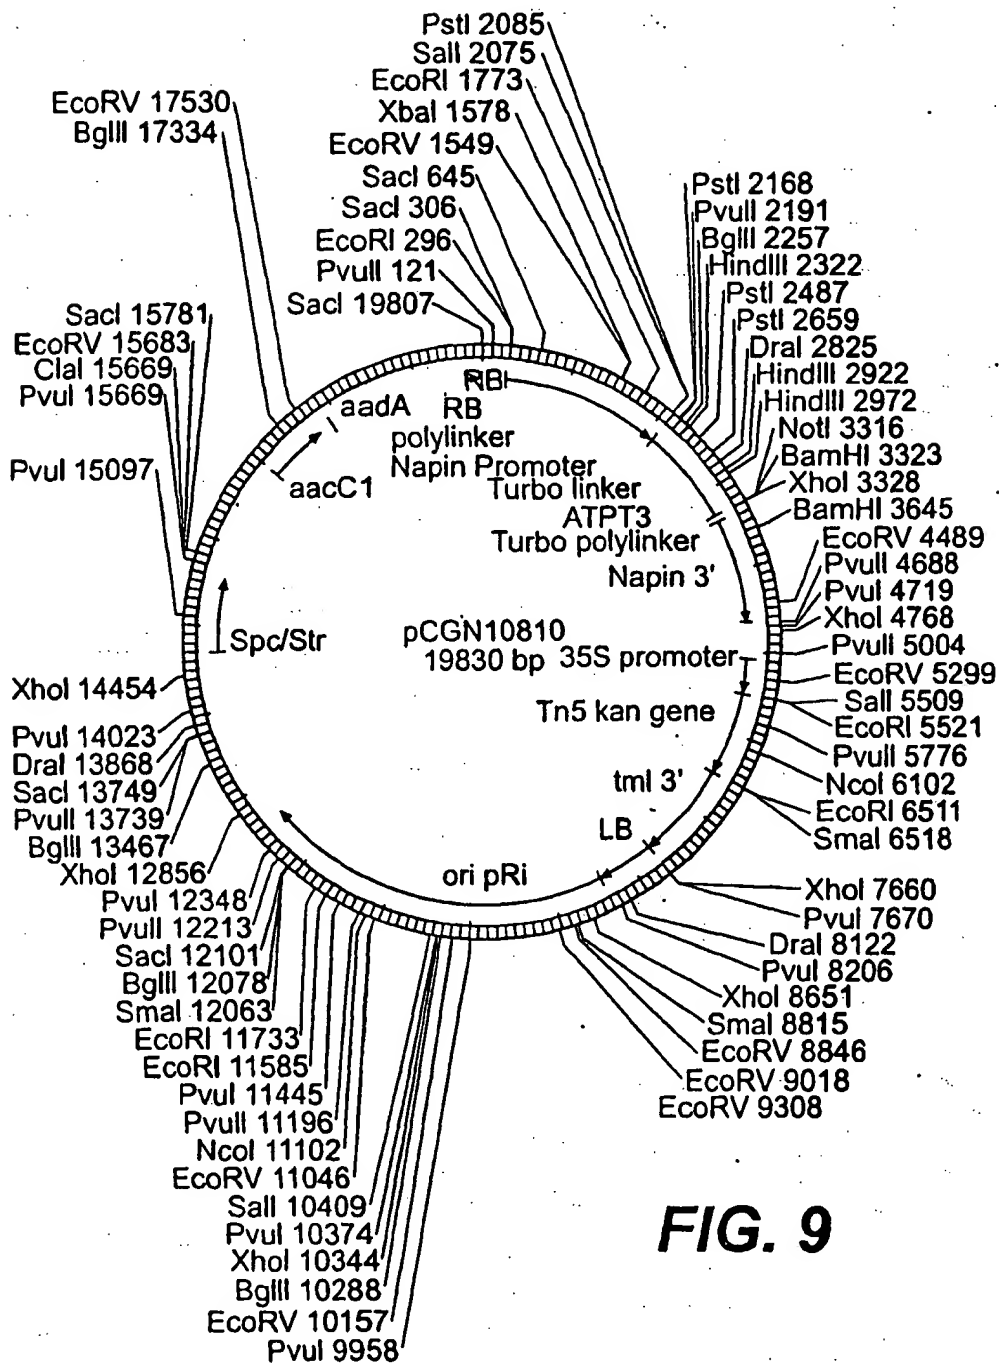 PstI 2085
SalI 2075
EcoRI 1773
XbaI 1578
EcoRV 1549
SacI 645
SacI 306
EcoRI 296
PvuII 121
SacI 19807
EcoRV 17530
BglII 17334
SacI 15781
EcoRV 15683
ClaI 15669
PvuI 15669
PvuI 15097
XhoI 14454
PvuI 14023
DraI 13868
SacI 13749
PvuII 13739
BglII 13467
XhoI 12856
PvuI 12348
PvuII 12213
SacI 12101
BglII 12078
SmaI 12063
EcoRI 11733
EcoRI 11585
PvuI 11445
PvuII 11196
NcoI 11102
EcoRV 11046
SalI 10409
PvuI 10374
XhoI 10344
BglII 10288
EcoRV 10157
PvuI 9958
PstI 2168
PvuII 2191
BglII 2257
HindIII 2322
PstI 2487
PstI 2659
DraI 2825
HindIII 2922
HindIII 2972
NotI 3316
BamHI 3323
XhoI 3328
BamHI 3645
EcoRV 4489
PvuII 4688
PvuI 4719
XhoI 4768
PvuII 5004
EcoRV 5299
SalI 5509
EcoRI 5521
PvuII 5776
NcoI 6102
EcoRI 6511
SmaI 6518
XhoI 7660
PvuI 7670
DraI 8122
PvuI 8206
XhoI 8651
SmaI 8815
EcoRV 8846
EcoRV 9018
EcoRV 9308
RB
aadA
RB
polylinker
Napin Promoter
aacC1
Turbo linker
ATPT3
Turbo polylinker
Napin 3'
Spc/Str
pCGN10810
19830 bp
35S promoter
Tn5 kan gene
tml 3'
LB
ori pRi
FIG. 9